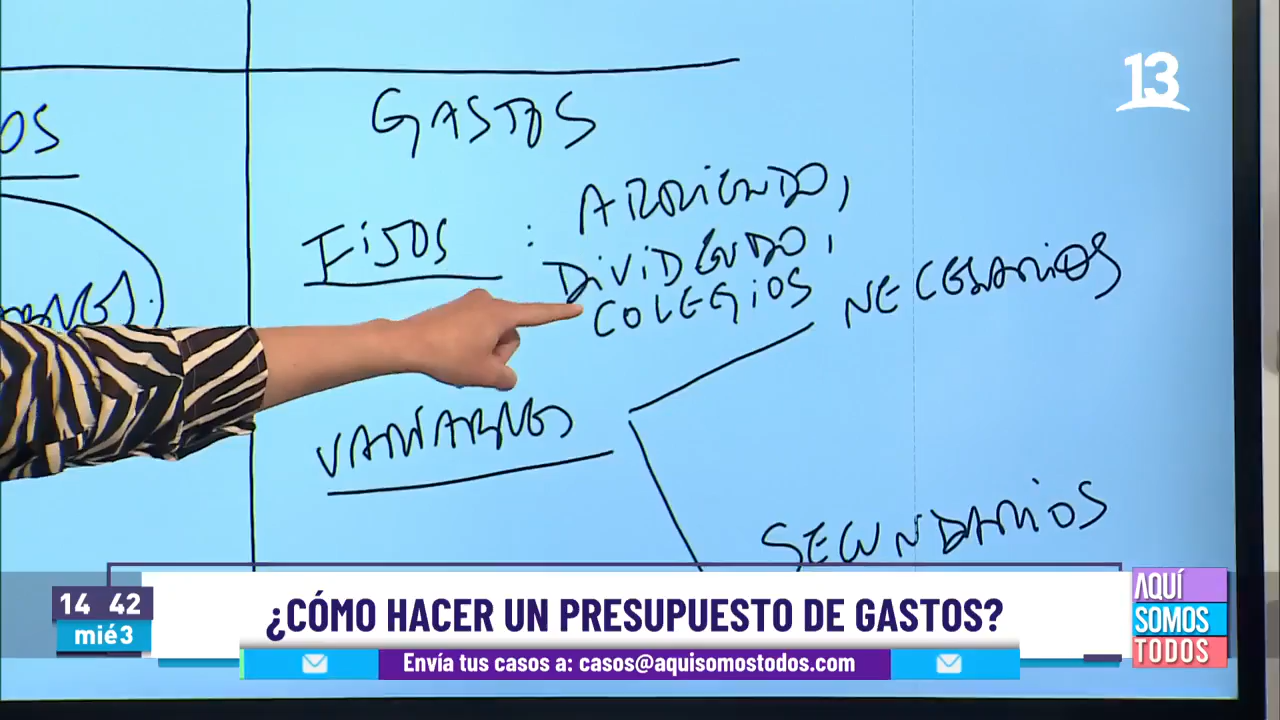 13
OS
GASTOS
FIJOS : ARRIENDO,
DIVIDENDO,
COLEGIOS
NECESARIOS
VARIABLES
SECUNDARIOS
14 42
mié3
¿CÓMO HACER UN PRESUPUESTO DE GASTOS?
Envía tus casos a: casos@aquisomostodos.com
AQUÍ
SOMOS
TODOS